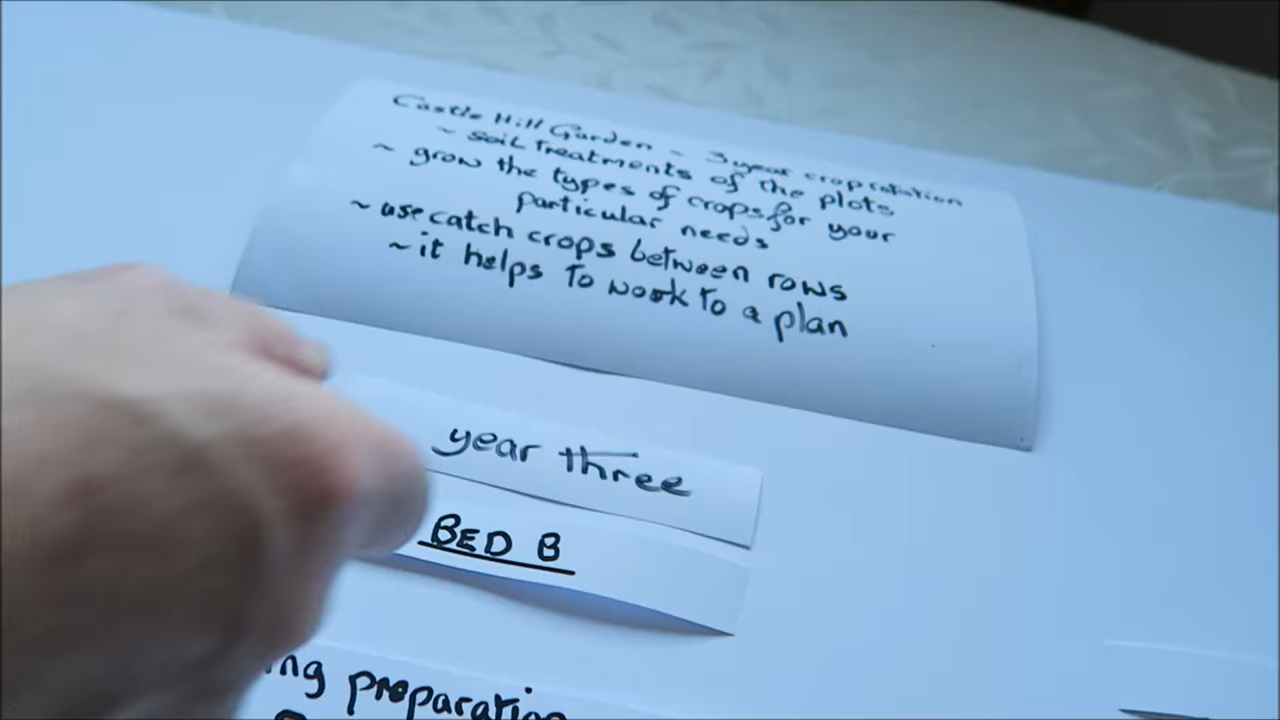 Castle Hill Garden ~ 3 year crop rotation
~ soil treatments of the plots
~ grow the types of crops for your
particular needs
~ use catch crops between rows
~ it helps to work to a plan
year three
BED B
ing preparation